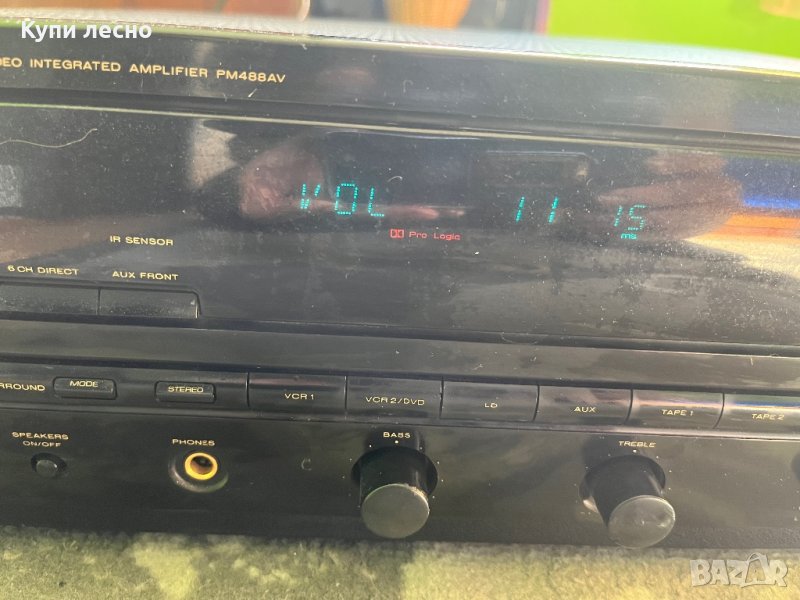 Купи лесно
DEO INTEGRATED AMPLIFIER PM488AV
VOL 11 15
Pro Logic ms
IR SENSOR
6 CH DIRECT AUX FRONT
RROUND MODE STEREO VCR 1 VCR 2/DVD LD AUX TAPE 1 TAPE 2
SPEAKERS ON/OFF PHONES BASS TREBLE
BAZAR